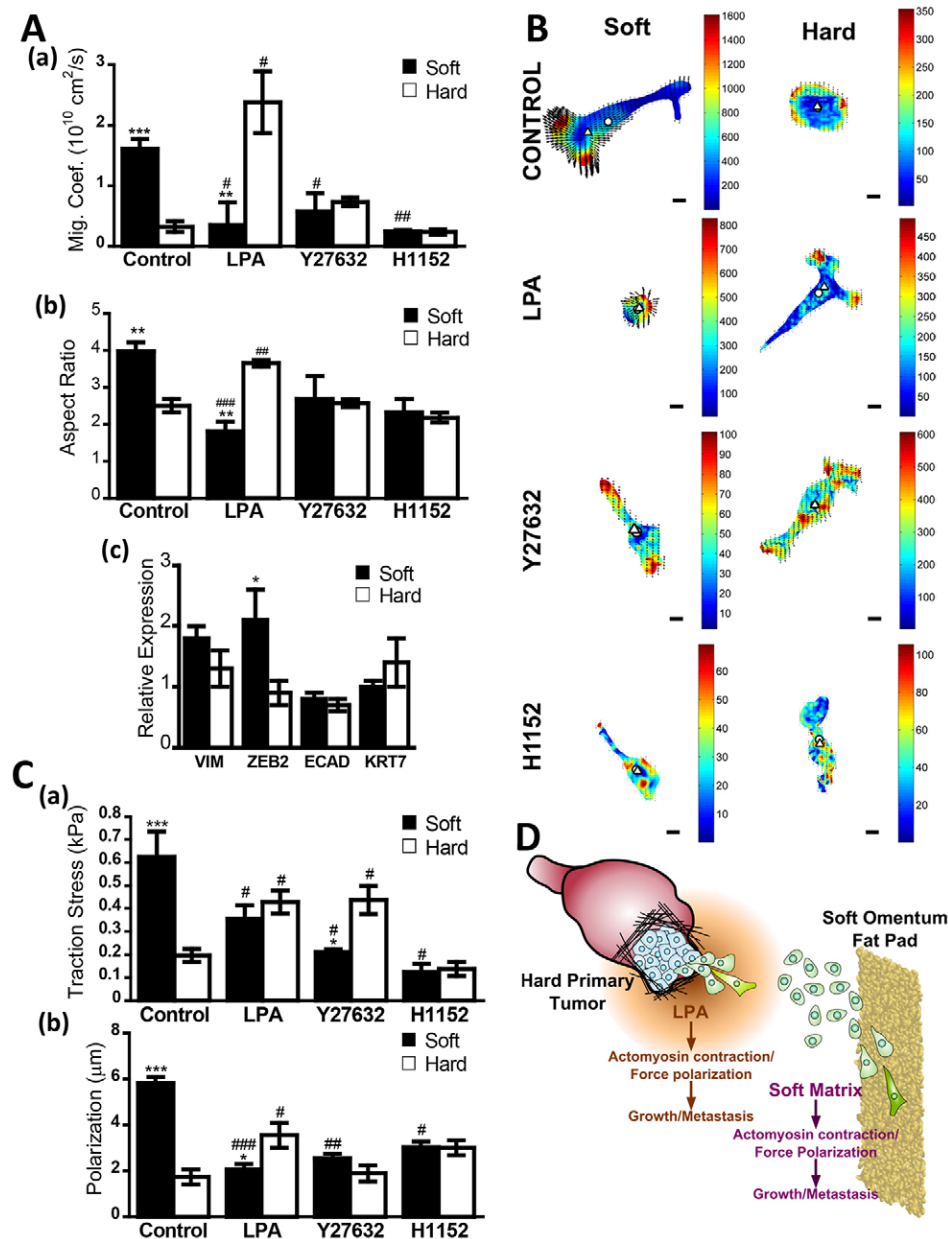 A
(a)
Mig. Coef. (10¹⁰ cm²/s)
3
2
1
0
*** # ** # # ##
Soft
Hard
Control LPA Y27632 H1152
(b)
Aspect Ratio
5
4
3
2
1
0
** ### ** ##
Soft
Hard
Control LPA Y27632 H1152
(c)
Relative Expression
3
2
1
0
*
Soft
Hard
VIM ZEB2 ECAD KRT7
B
Soft Hard
CONTROL
1600
1400
1200
1000
800
600
400
200
350
300
250
200
150
100
50
LPA
800
700
600
500
400
300
200
100
450
400
350
300
250
200
150
100
50
Y27632
100
90
80
70
60
50
40
30
20
10
600
500
400
300
200
100
H1152
60
50
40
30
20
10
100
80
60
40
20
C
(a)
Traction Stress (kPa)
0.8
0.7
0.6
0.5
0.4
0.3
0.2
0.1
0
*** # # # * # #
Soft
Hard
Control LPA Y27632 H1152
(b)
Polarization (µm)
8
6
4
2
0
*** ### * # ## #
Soft
Hard
Control LPA Y27632 H1152
D
Hard Primary
Tumor
LPA
Actomyosin contraction/
Force polarization
Growth/Metastasis
Soft Omentum
Fat Pad
Soft Matrix
Actomyosin contraction/
Force Polarization
Growth/Metastasis